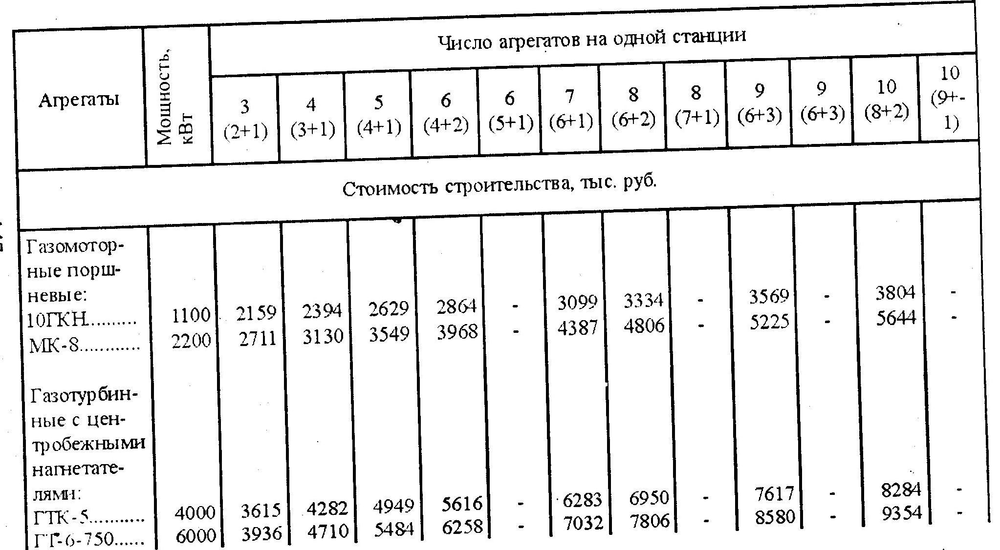 Агрегаты
Мощность,
кВт
Число агрегатов на одной станции
3
(2+1)
4
(3+1)
5
(4+1)
6
(4+2)
6
(5+1)
7
(6+1)
8
(6+2)
8
(7+1)
9
(6+3)
9
(6+3)
10
(8+2)
10
(9+-
1)
Стоимость строительства, тыс. руб.
Газомотор-
ные порш-
невые:
10ГКН.......... 1100 2159 2394 2629 2864 - 3099 3334 - 3569 - 3804 -
МК-8............ 2200 2711 3130 3549 3968 - 4387 4806 - 5225 - 5644 -
Газотурбин-
ные с цен-
тробежными
нагнетате-
лями:
ГТК-5........... 4000 3615 4282 4949 5616 - 6283 6950 - 7617 - 8284 -
ГТ-6-750...... 6000 3936 4710 5484 6258 - 7032 7806 - 8580 - 9354 -